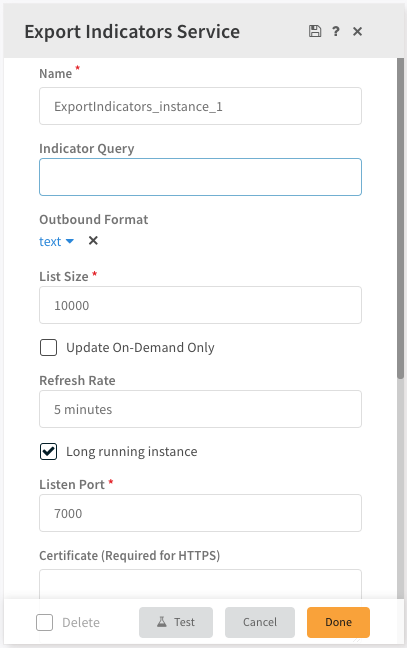 Export Indicators Service ? ×
Name *
ExportIndicators_instance_1
Indicator Query
Outbound Format
text ×
List Size *
10000
Update On-Demand Only
Refresh Rate
5 minutes
Long running instance
Listen Port *
7000
Certificate (Required for HTTPS)
Delete Test Cancel Done